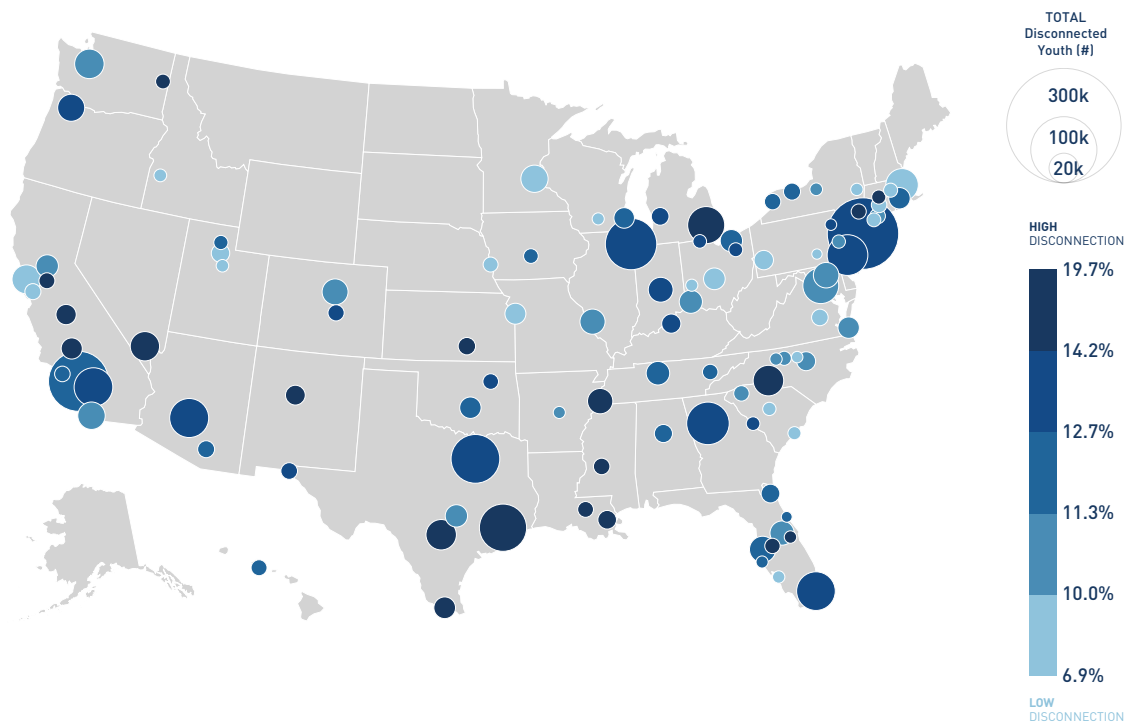 TOTAL
Disconnected
Youth (#)
300k
100k
20k
HIGH
DISCONNECTION
19.7%
14.2%
12.7%
11.3%
10.0%
6.9%
LOW
DISCONNECTION